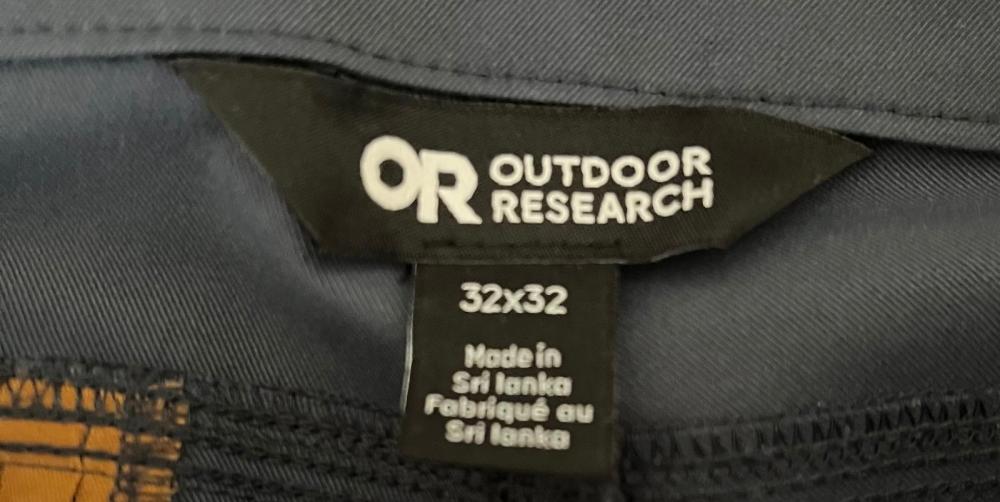 OR OUTDOOR
RESEARCH
32x32
Made in
Sri lanka
Fabriqué au
Sri lanka